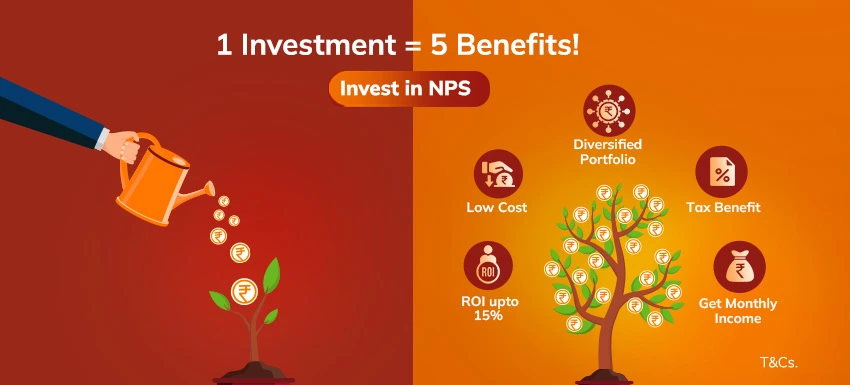 1 Investment = 5 Benefits!
Invest in NPS
Diversified
Portfolio
Low Cost
Tax Benefit
ROI
ROI upto
15%
Get Monthly
Income
T&Cs.